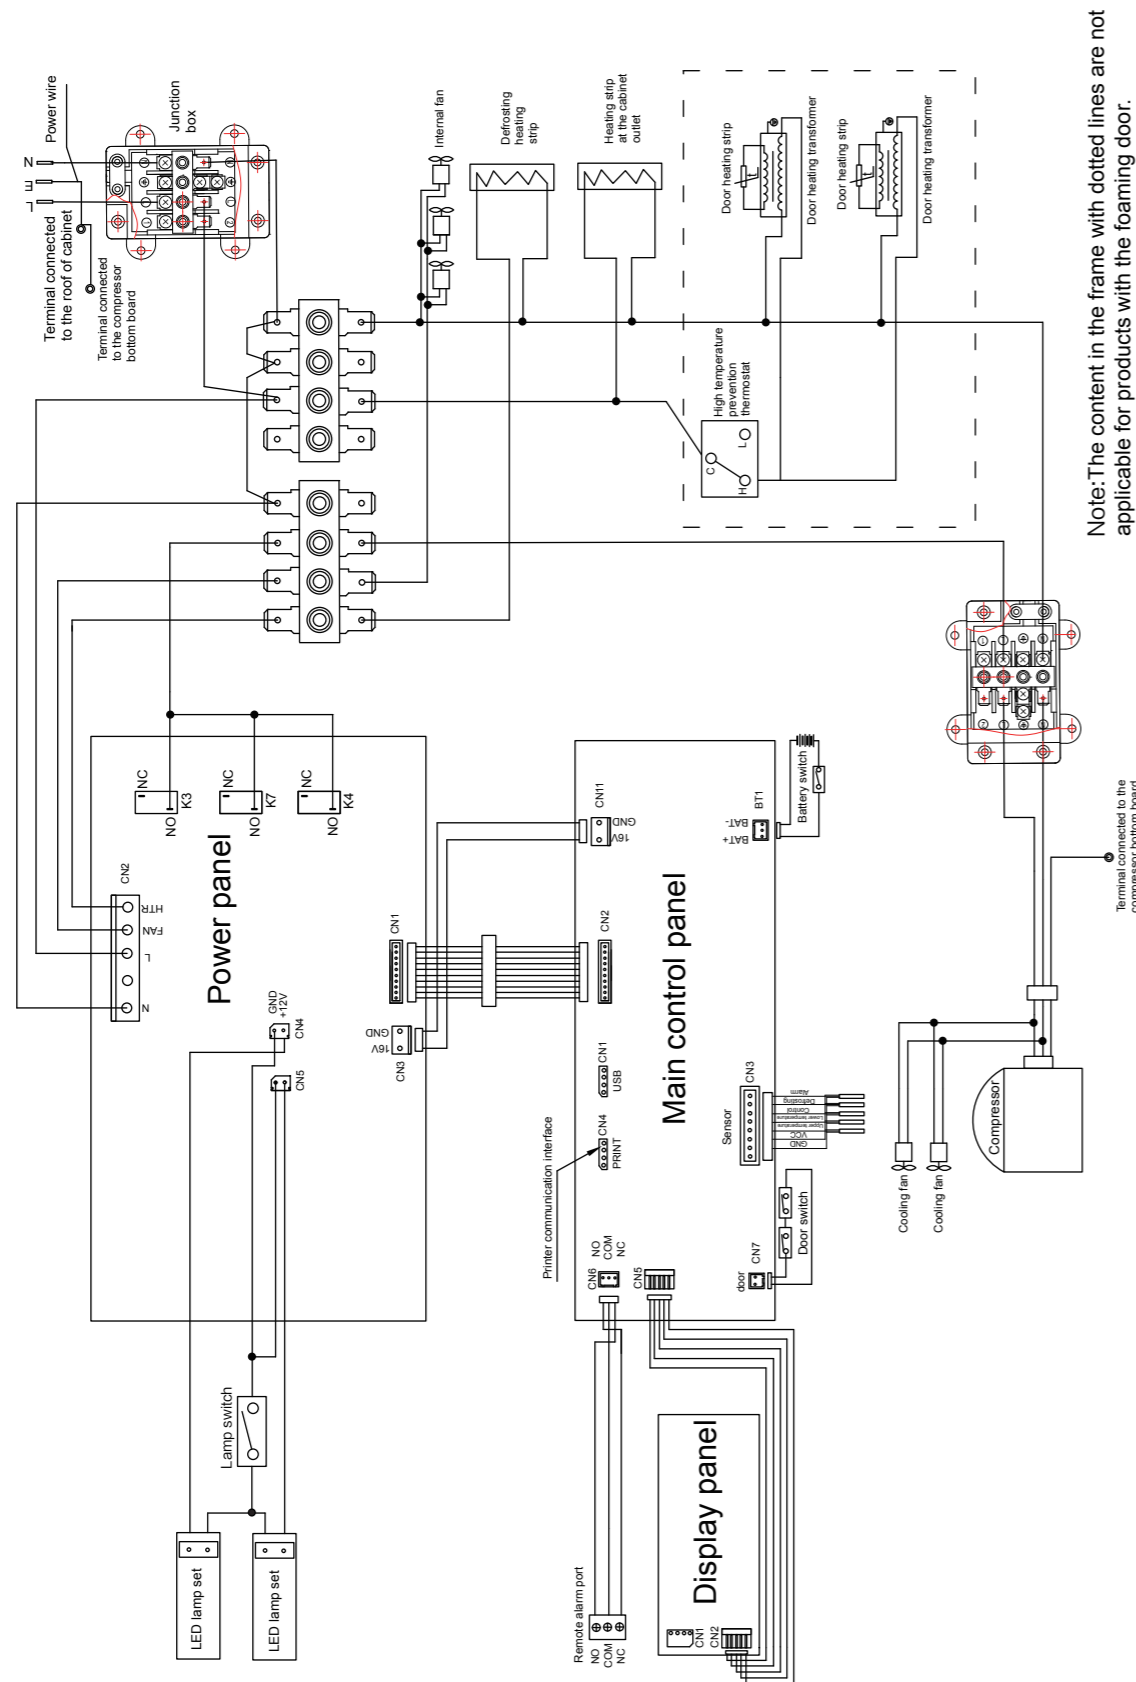 Note:The content in the frame with dotted lines are not
applicable for products with the foaming door.
Power wire
N
E
L
Terminal connected
to the roof of cabinet
Terminal connected
to the compressor
bottom board
Junction
box
Internal fan
Defrosting
heating
strip
Heating strip
at the cabinet
outlet
Door heating strip
Door heating transformer
Door heating strip
Door heating transformer
High temperature
prevention
thermostat
C
H
L
Power panel
CN2
HTR
FAN
L
N
NC
NO
K3
NC
NO
K7
NC
NO
K4
GND
+12V
CN4
CN5
CN1
GND
16V
CN3
Lamp switch
LED lamp set
LED lamp set
Main control panel
CN11
GND
16V
CN2
CN1
USB
CN4
PRINT
Printer communication interface
NO
COM
NC
CN6
CN5
BT1
BAT-
BAT+
Battery switch
Sensor
CN3
Alarm
Defrosting
Control
Lower temperature
Upper temperature
VCC
GND
door
CN7
Door switch
Display panel
CN1
CN2
Remote alarm port
NO
COM
NC
Compressor
Cooling fan
Cooling fan
Terminal connected to the
compressor bottom board